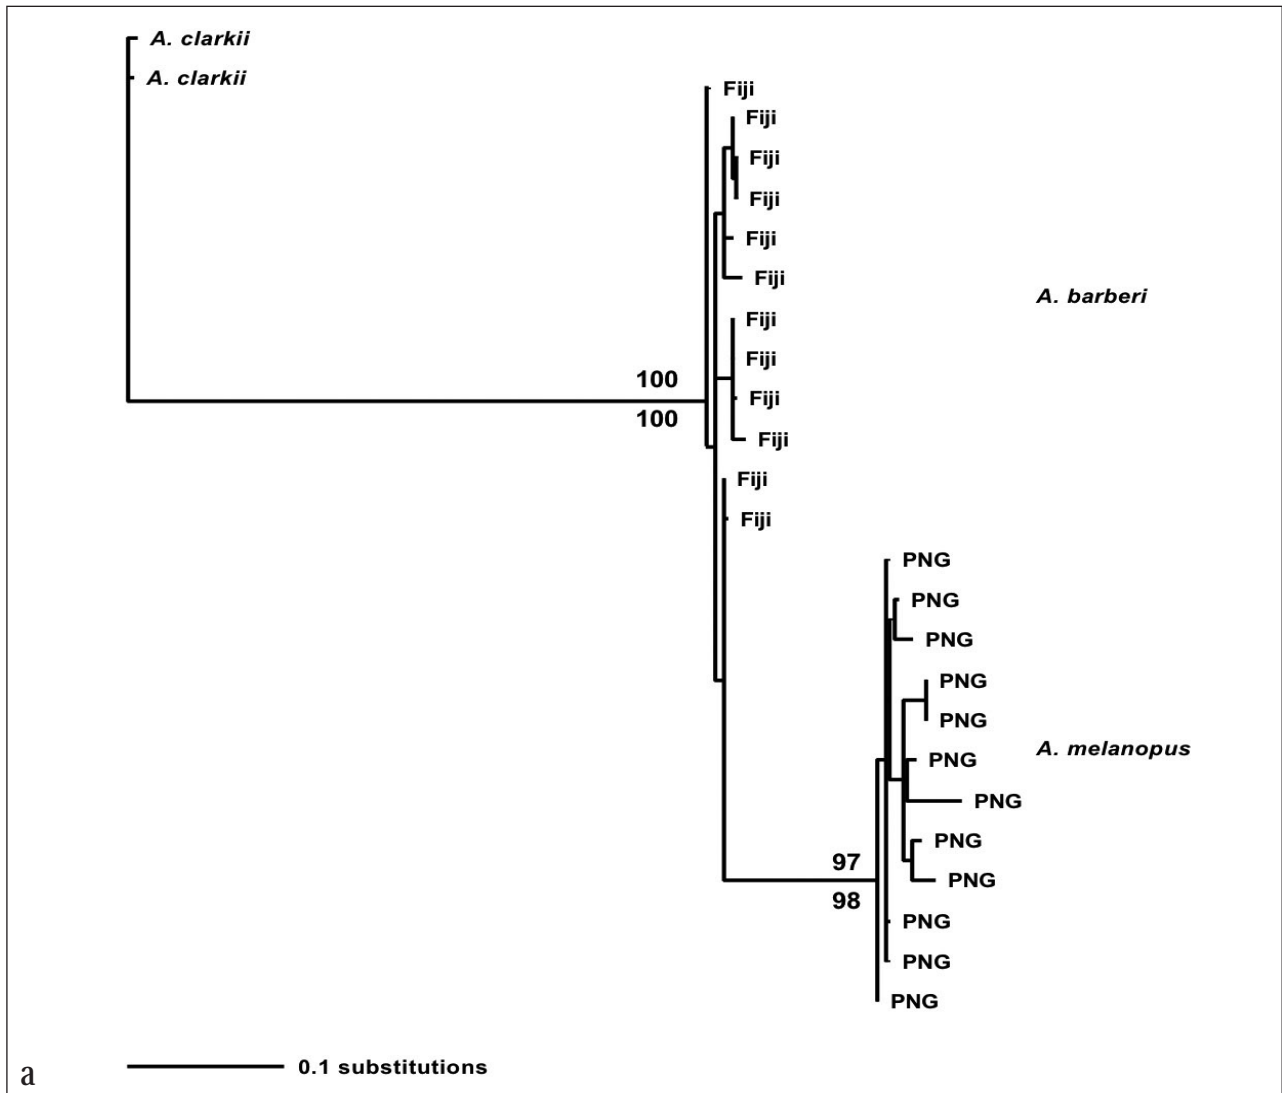 A. clarkii
A. clarkii
Fiji
Fiji
Fiji
Fiji
Fiji
Fiji
A. barberi
Fiji
Fiji
100
Fiji
100
Fiji
Fiji
Fiji
PNG
PNG
PNG
PNG
PNG
A. melanopus
PNG
PNG
PNG
97
PNG
98
PNG
PNG
PNG
0.1 substitutions
a